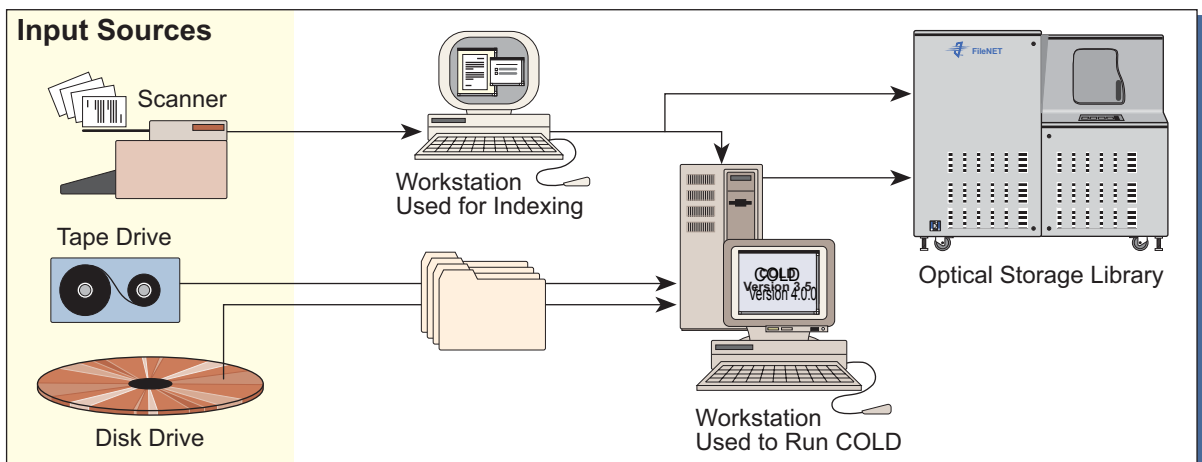 Input Sources
Scanner
FileNET
Workstation
Used for Indexing
Tape Drive
Optical Storage Library
COLD
COLD
Version 3.5
Version 4.0.0
Disk Drive
Workstation
Used to Run COLD